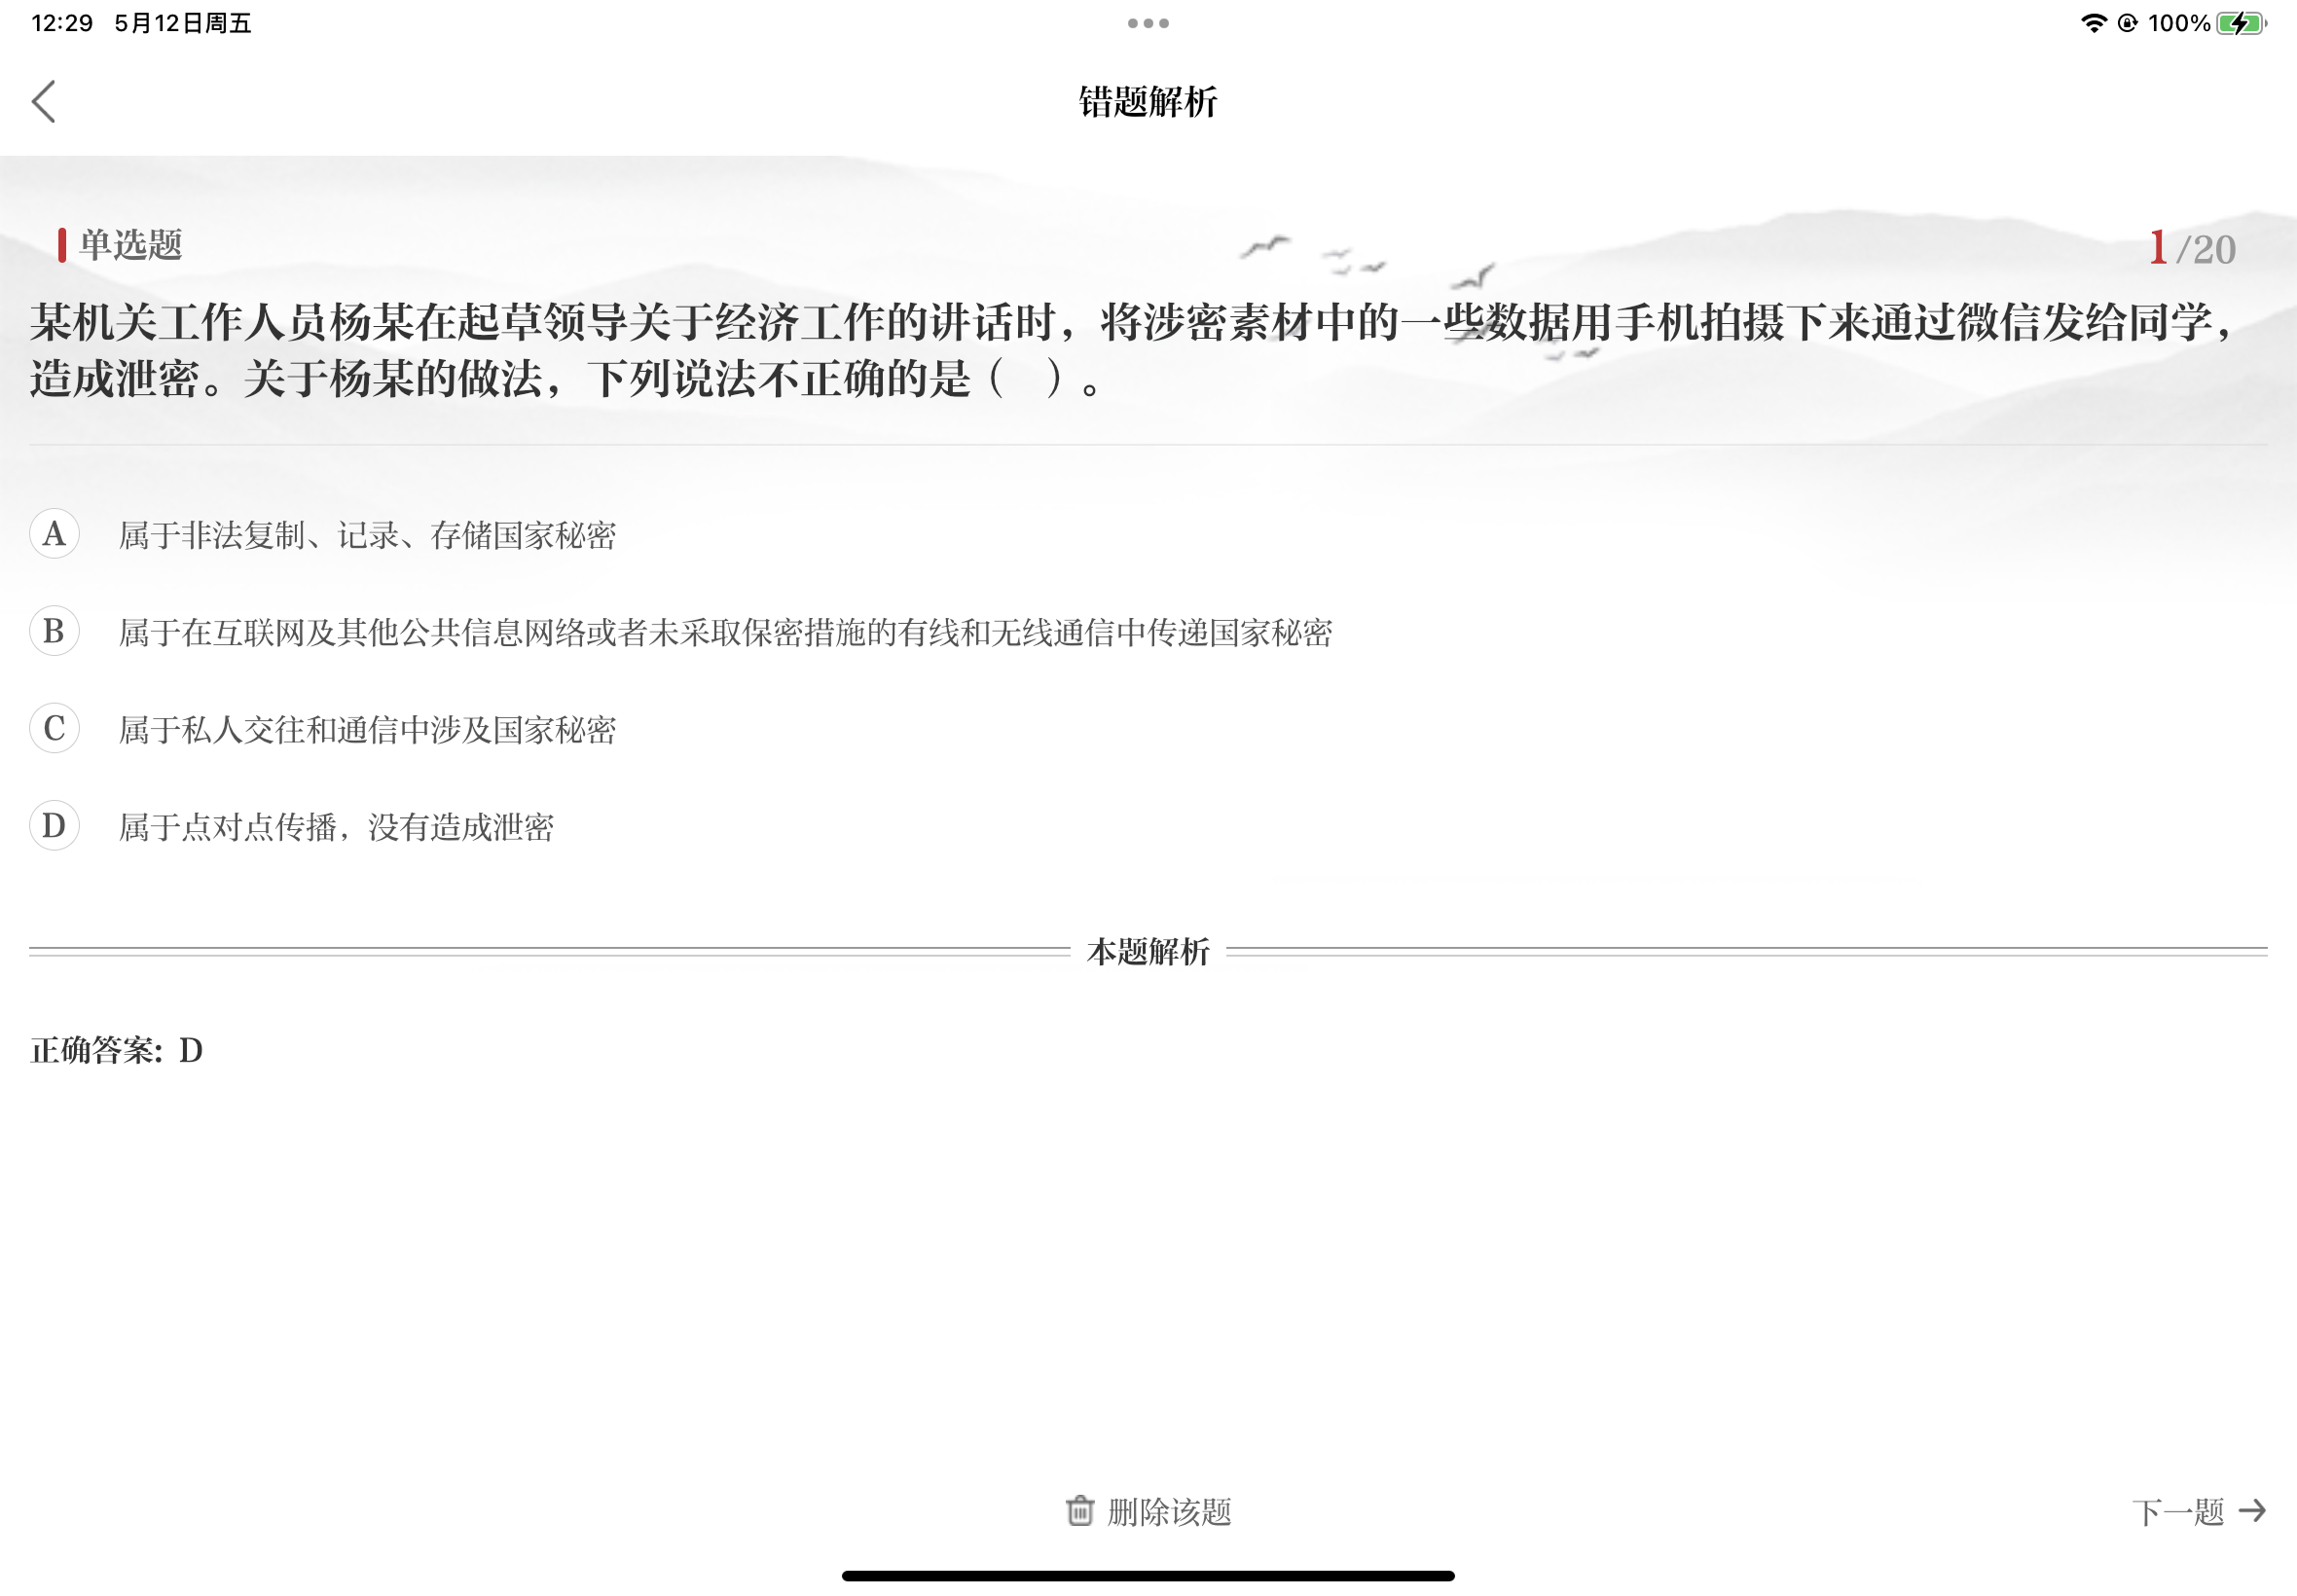 12:29 5月12日周五
100%
错题解析
单选题
1/20
某机关工作人员杨某在起草领导关于经济工作的讲话时，将涉密素材中的一些数据用手机拍摄下来通过微信发给同学，
造成泄密。关于杨某的做法，下列说法不正确的是（　）。
A 属于非法复制、记录、存储国家秘密
B 属于在互联网及其他公共信息网络或者未采取保密措施的有线和无线通信中传递国家秘密
C 属于私人交往和通信中涉及国家秘密
D 属于点对点传播，没有造成泄密
本题解析
正确答案: D
删除该题
下一题